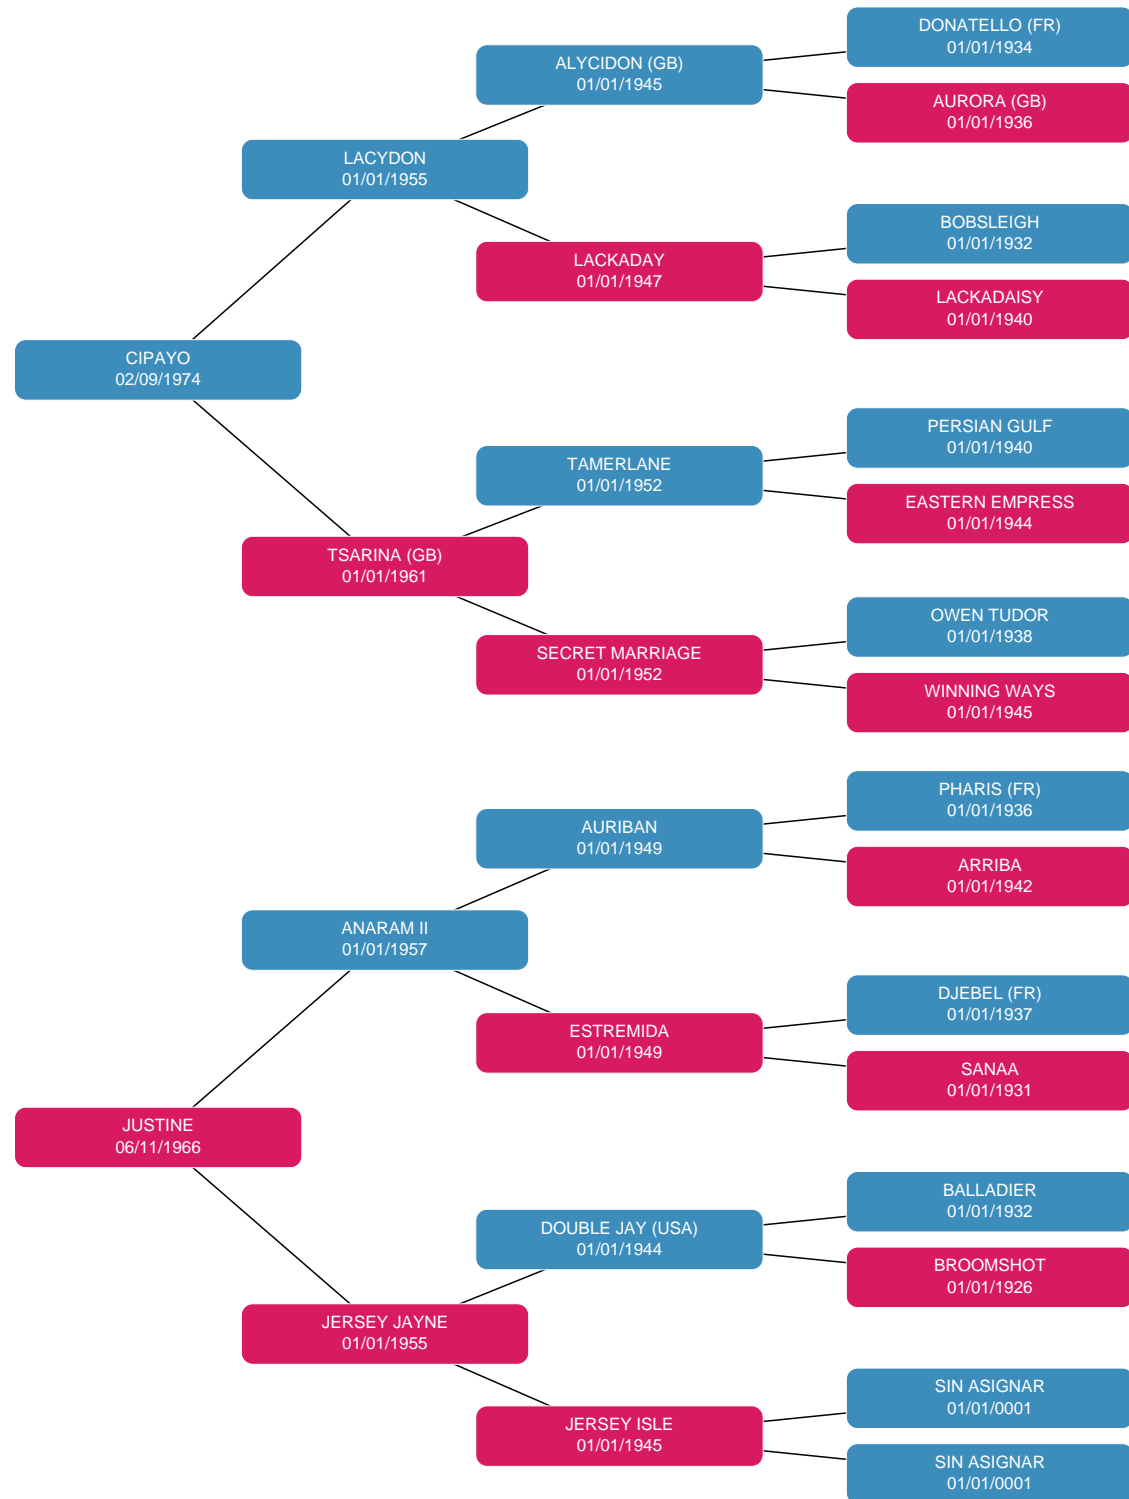 DONATELLO (FR)
01/01/1934
ALYCIDON (GB)
01/01/1945
AURORA (GB)
01/01/1936
LACYDON
01/01/1955
BOBSLEIGH
01/01/1932
LACKADAY
01/01/1947
LACKADAISY
01/01/1940
CIPAYO
02/09/1974
PERSIAN GULF
01/01/1940
TAMERLANE
01/01/1952
EASTERN EMPRESS
01/01/1944
TSARINA (GB)
01/01/1961
OWEN TUDOR
01/01/1938
SECRET MARRIAGE
01/01/1952
WINNING WAYS
01/01/1945
PHARIS (FR)
01/01/1936
AURIBAN
01/01/1949
ARRIBA
01/01/1942
ANARAM II
01/01/1957
DJEBEL (FR)
01/01/1937
ESTREMIDA
01/01/1949
SANAA
01/01/1931
JUSTINE
06/11/1966
BALLADIER
01/01/1932
DOUBLE JAY (USA)
01/01/1944
BROOMSHOT
01/01/1926
JERSEY JAYNE
01/01/1955
SIN ASIGNAR
01/01/0001
JERSEY ISLE
01/01/1945
SIN ASIGNAR
01/01/0001